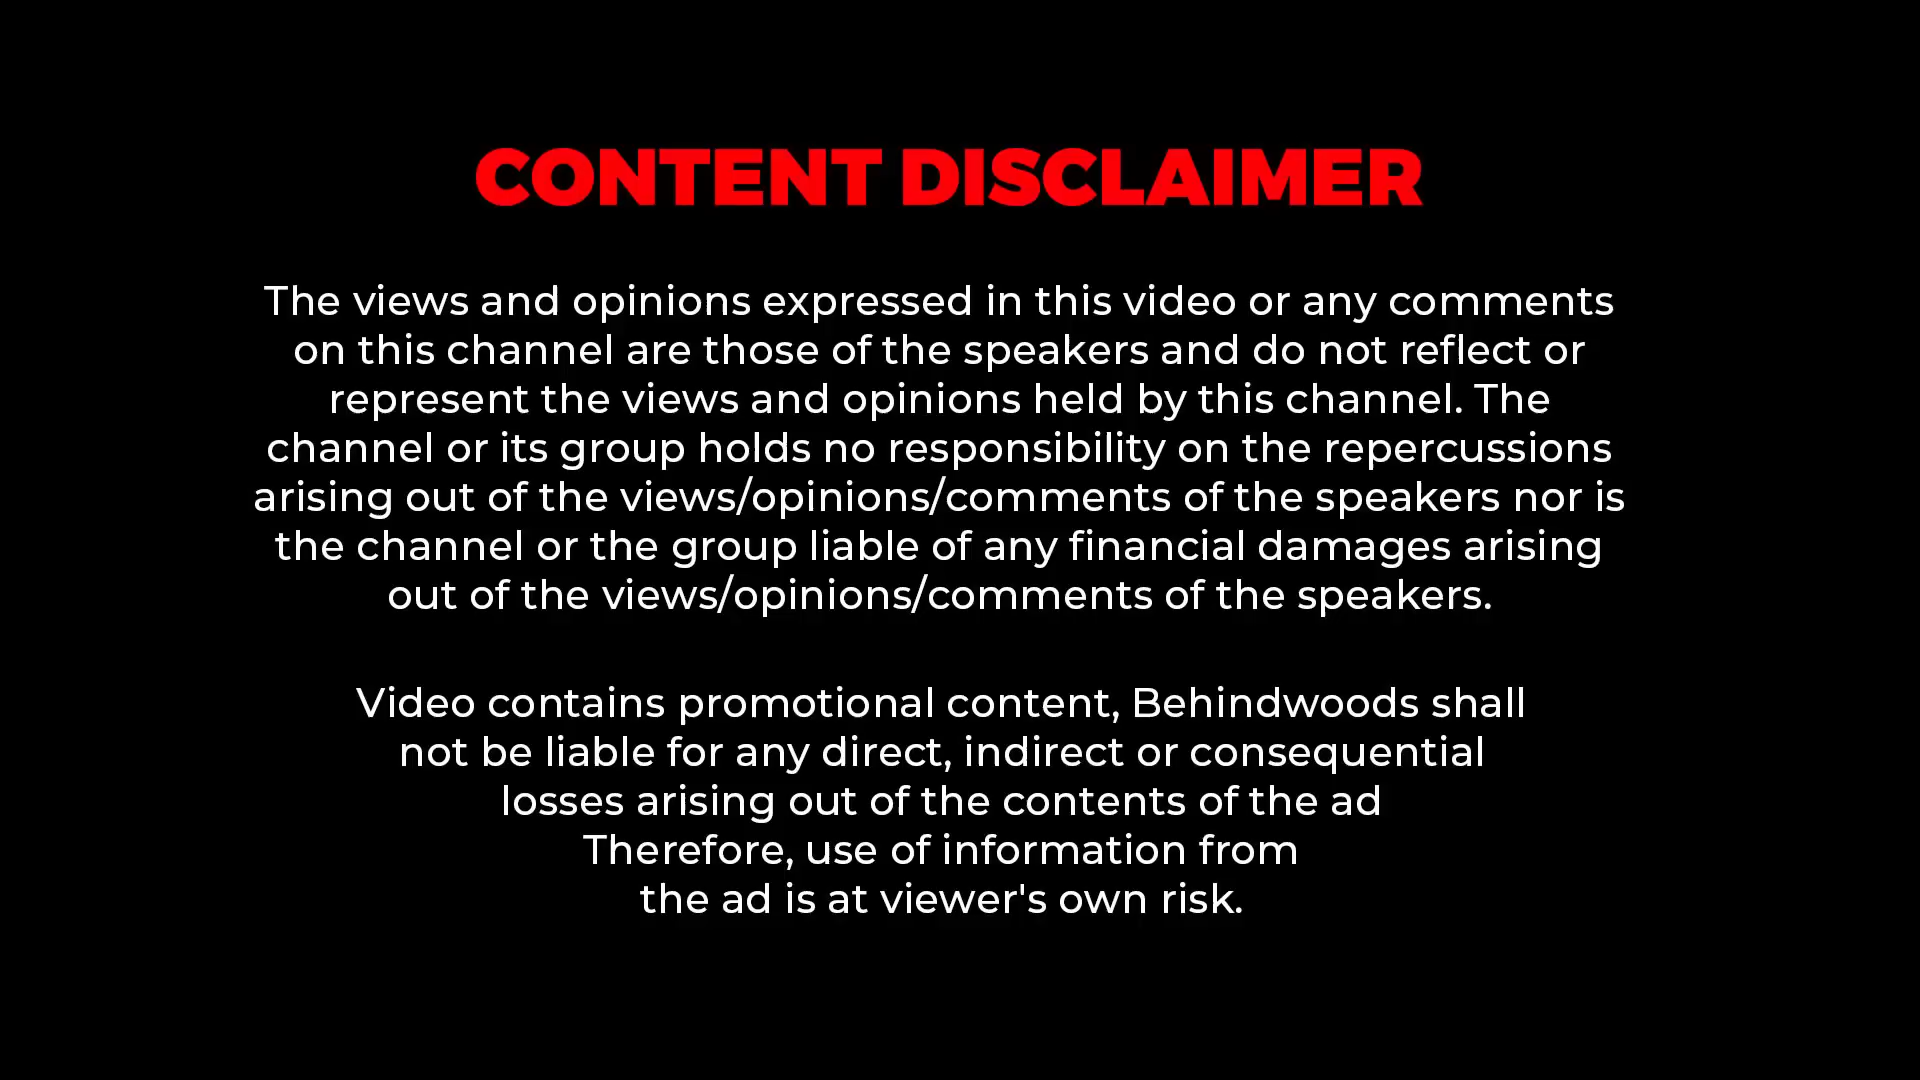 CONTENT DISCLAIMER
The views and opinions expressed in this video or any comments
on this channel are those of the speakers and do not reflect or
represent the views and opinions held by this channel. The
channel or its group holds no responsibility on the repercussions
arising out of the views/opinions/comments of the speakers nor is
the channel or the group liable of any financial damages arising
out of the views/opinions/comments of the speakers.
Video contains promotional content, Behindwoods shall
not be liable for any direct, indirect or consequential
losses arising out of the contents of the ad
Therefore, use of information from
the ad is at viewer's own risk.